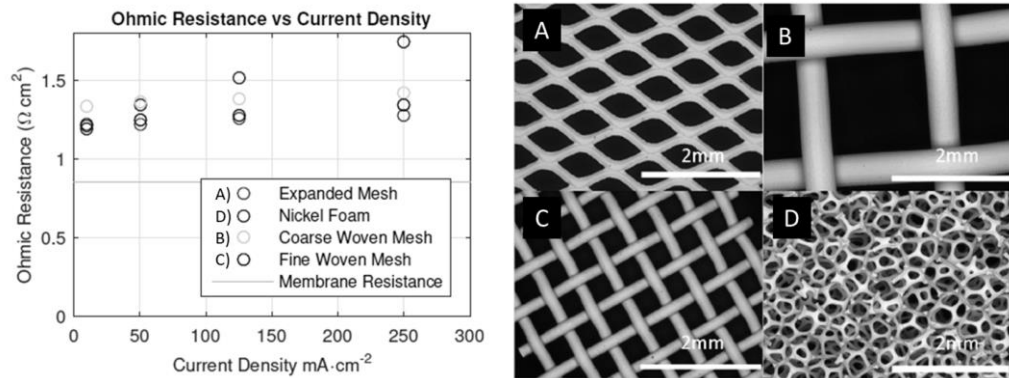 Ohmic Resistance vs Current Density
Ohmic Resistance (Ω cm²)
1.5
1
0.5
0
A) Expanded Mesh
D) Nickel Foam
B) Coarse Woven Mesh
C) Fine Woven Mesh
Membrane Resistance
0 50 100 150 200 250 300
Current Density mA·cm⁻²
A
2mm
B
2mm
C
2mm
D
2mm